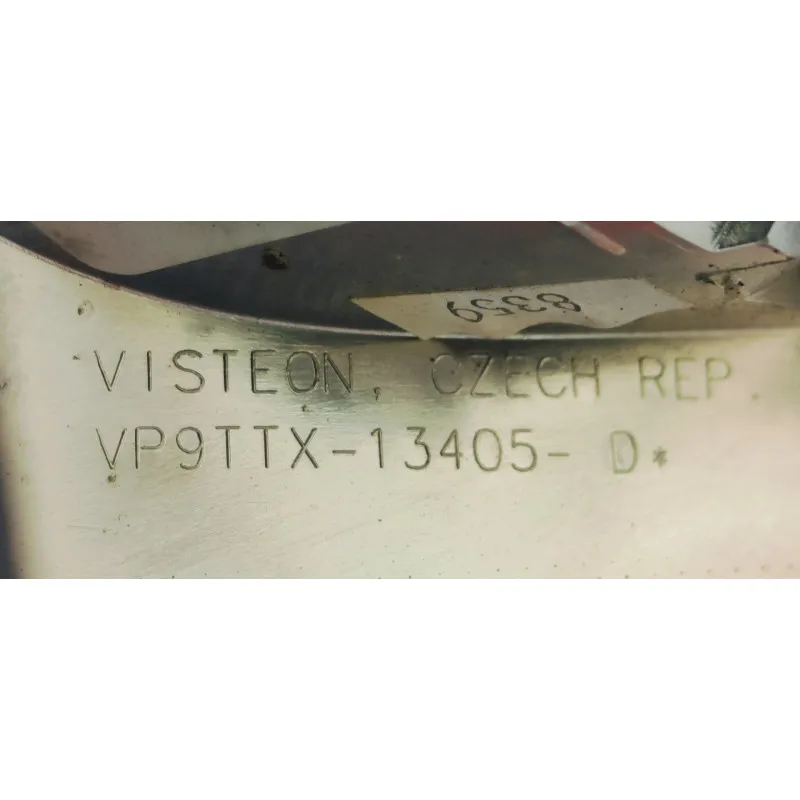 8359
VISTEON, CZECH REP.
VP9TTX-13405- D*